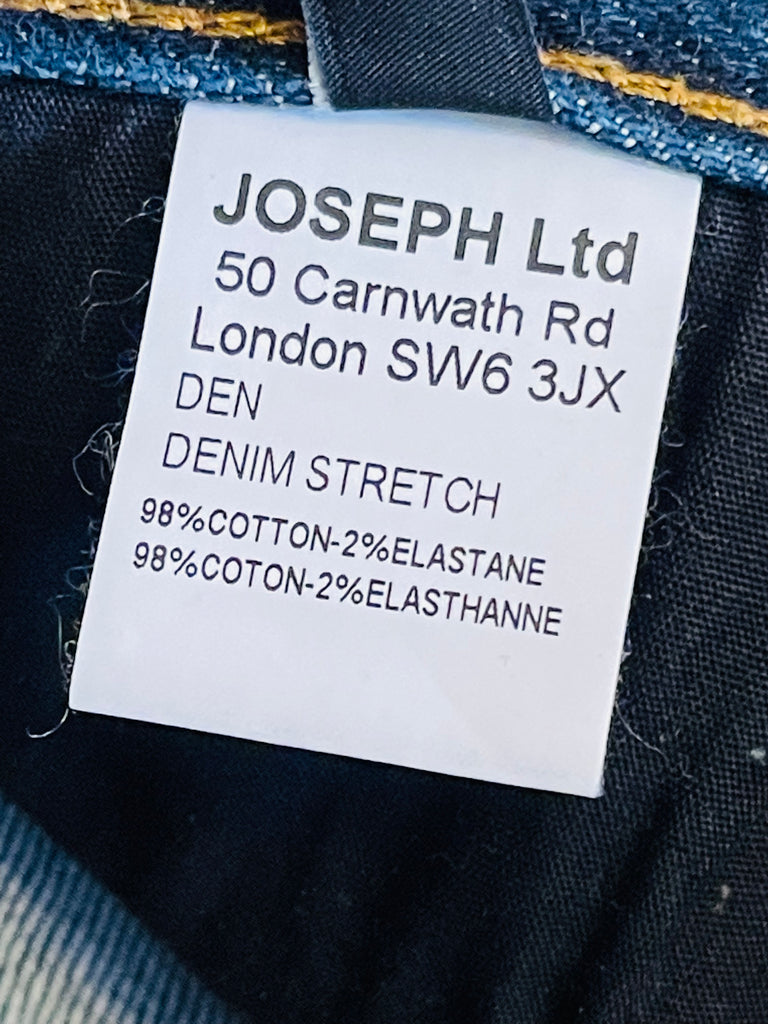 JOSEPH Ltd
50 Carnwath Rd
London SW6 3JX
DEN
DENIM STRETCH
98%COTTON-2%ELASTANE
98%COTON-2%ELASTHANNE